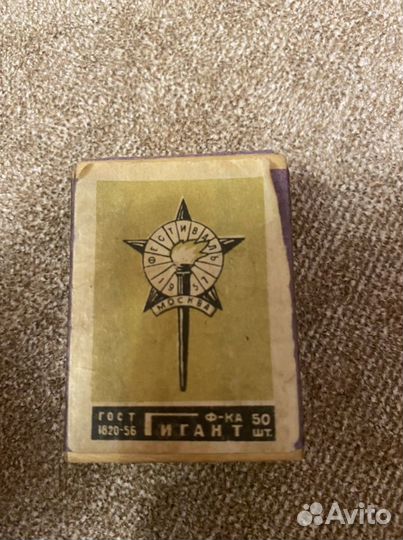 ФЕСТИВАЛЬ
1957
МОСКВА
ГОСТ
1820-56
Ф-КА
ГИГАНТ
50
ШТ.
Avito